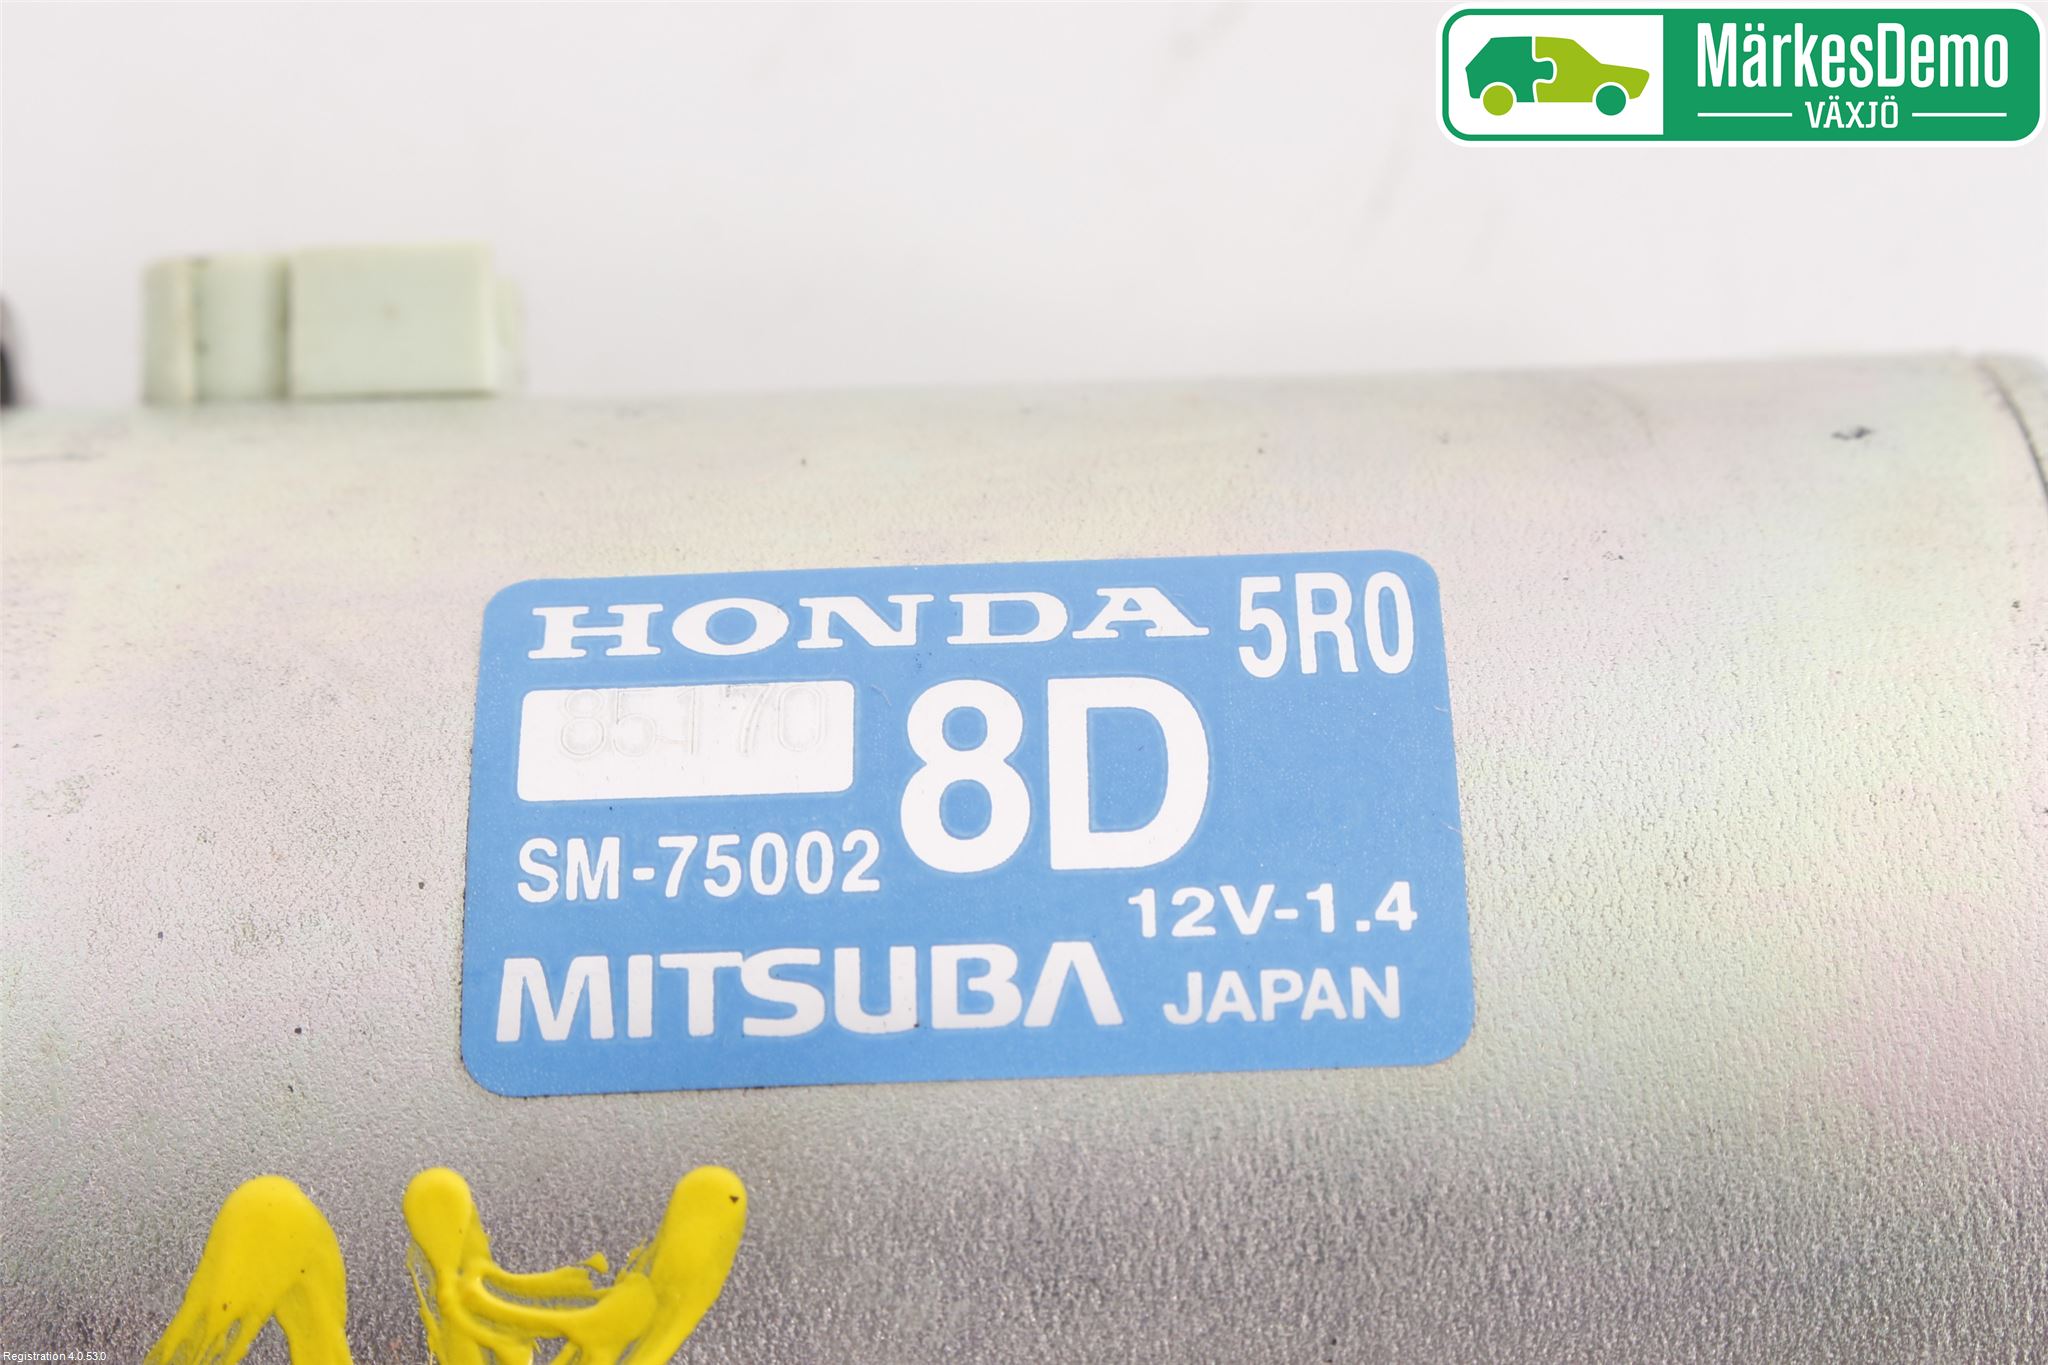 MärkesDemo
VÄXJÖ
HONDA 5R0
85170
8D
SM-75002
12V-1.4
MITSUBA JAPAN
Registration 4.0.53.0